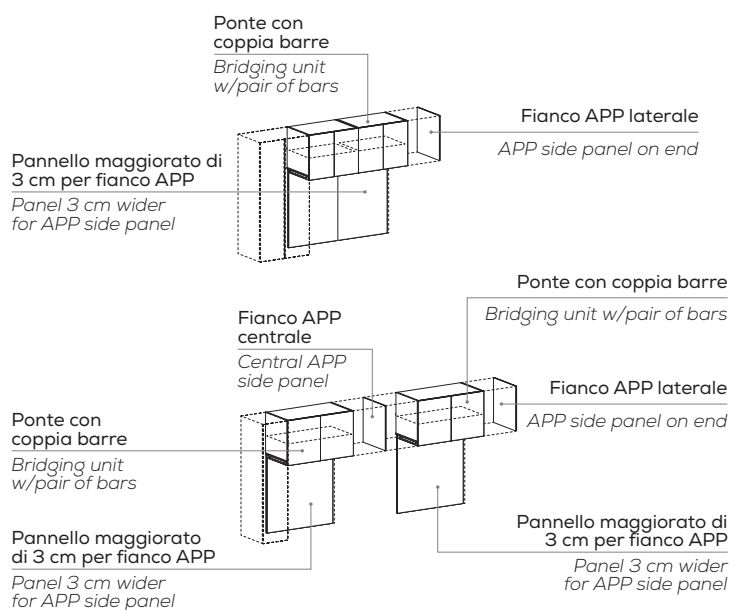 Ponte con
coppia barre
Bridging unit
w/pair of bars
Fianco APP laterale
APP side panel on end
Pannello maggiorato di
3 cm per fianco APP
Panel 3 cm wider
for APP side panel
Ponte con coppia barre
Bridging unit w/pair of bars
Fianco APP
centrale
Central APP
side panel
Fianco APP laterale
APP side panel on end
Ponte con
coppia barre
Bridging unit
w/pair of bars
Pannello maggiorato
di 3 cm per fianco APP
Panel 3 cm wider
for APP side panel
Pannello maggiorato di
3 cm per fianco APP
Panel 3 cm wider
for APP side panel